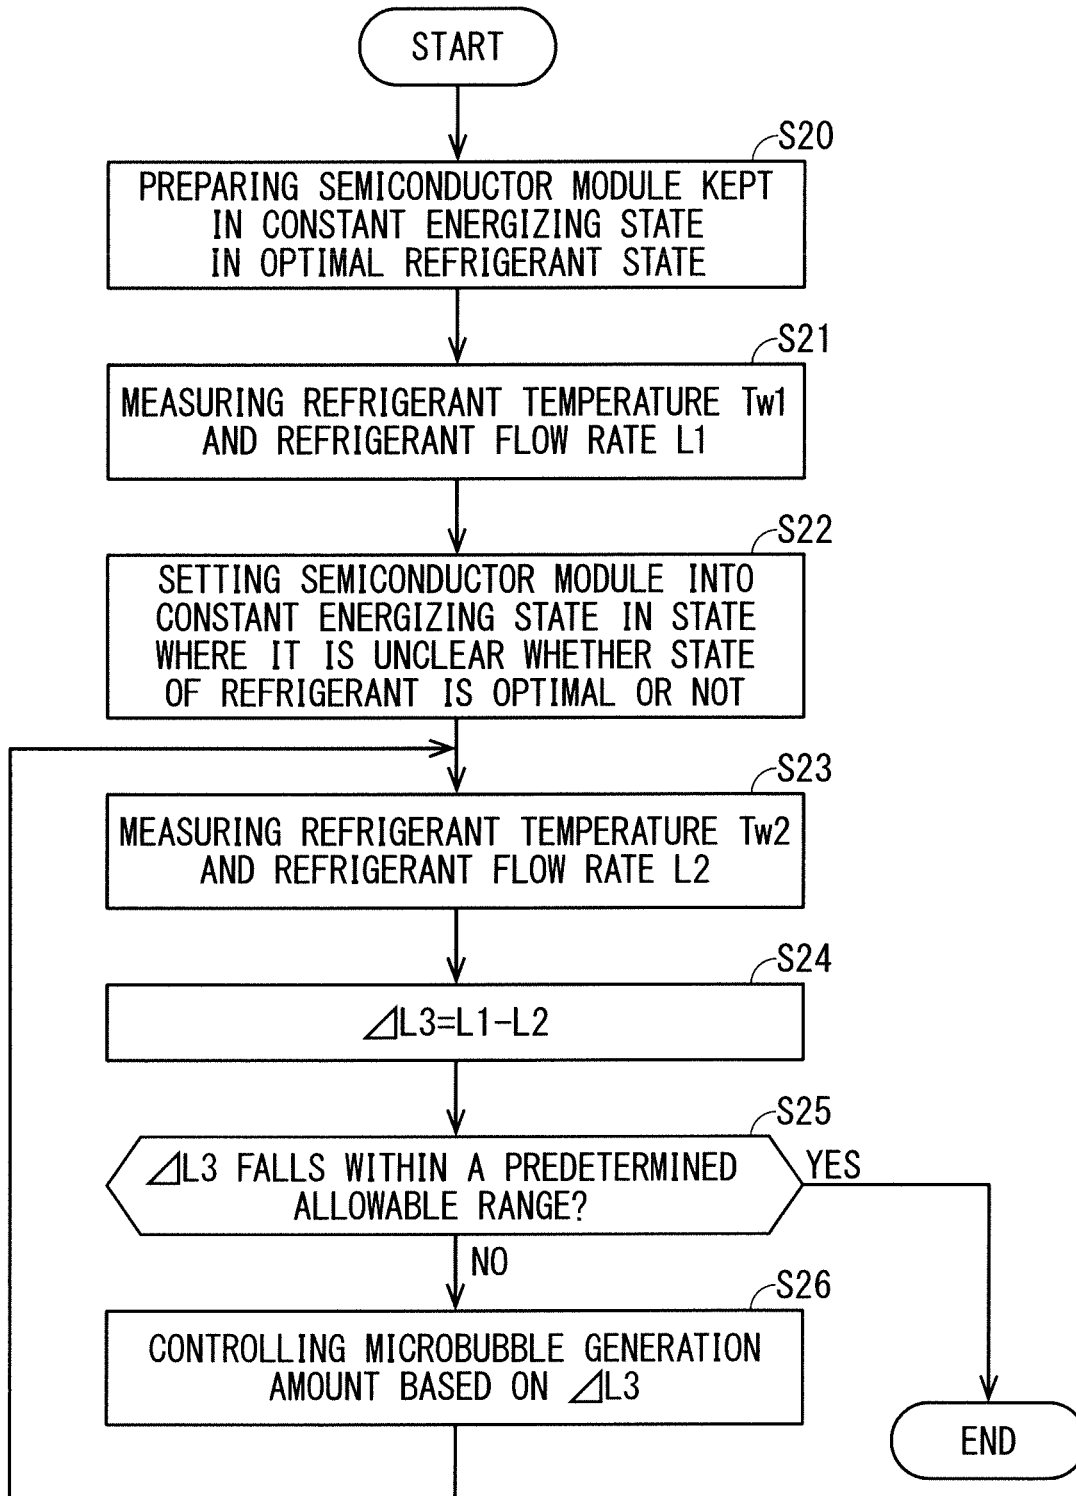 START
S20
PREPARING SEMICONDUCTOR MODULE KEPT
IN CONSTANT ENERGIZING STATE
IN OPTIMAL REFRIGERANT STATE
S21
MEASURING REFRIGERANT TEMPERATURE Tw1
AND REFRIGERANT FLOW RATE L1
S22
SETTING SEMICONDUCTOR MODULE INTO
CONSTANT ENERGIZING STATE IN STATE
WHERE IT IS UNCLEAR WHETHER STATE
OF REFRIGERANT IS OPTIMAL OR NOT
S23
MEASURING REFRIGERANT TEMPERATURE Tw2
AND REFRIGERANT FLOW RATE L2
S24
⊿L3=L1−L2
S25
⊿L3 FALLS WITHIN A PREDETERMINED
ALLOWABLE RANGE?
YES
NO
S26
CONTROLLING MICROBUBBLE GENERATION
AMOUNT BASED ON ⊿L3
END